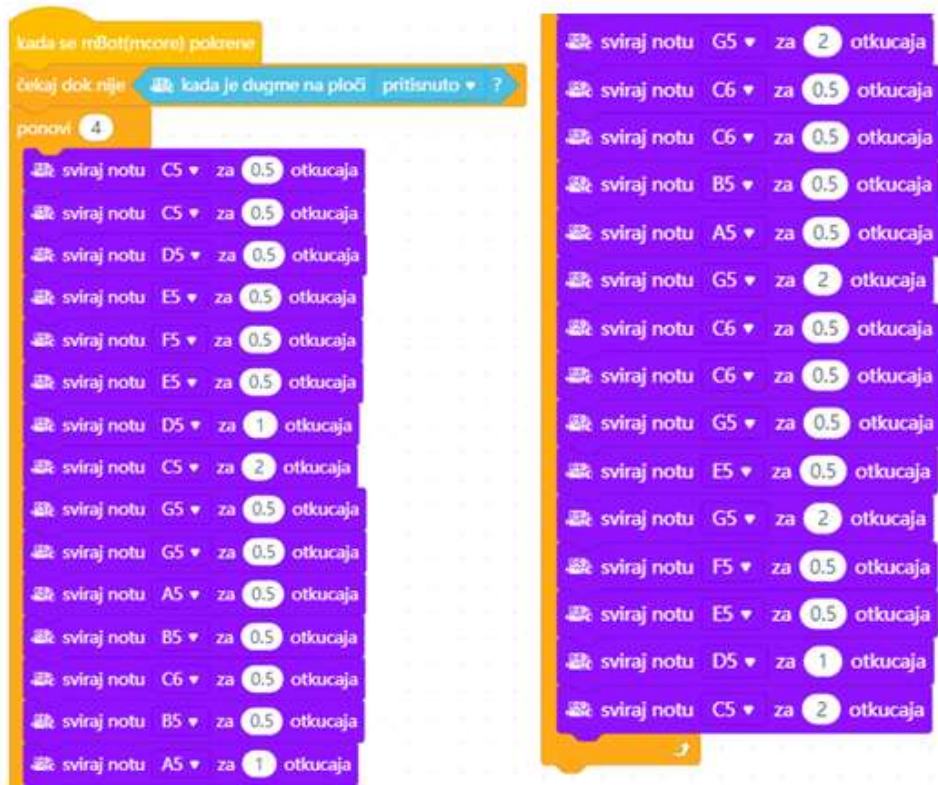 kada se mBot(mcore) pokrene
čekaj dok nije kada je dugme na ploči pritisnuto ?
ponovi 4
sviraj notu C5 za 0.5 otkucaja
sviraj notu C5 za 0.5 otkucaja
sviraj notu D5 za 0.5 otkucaja
sviraj notu E5 za 0.5 otkucaja
sviraj notu F5 za 0.5 otkucaja
sviraj notu E5 za 0.5 otkucaja
sviraj notu D5 za 1 otkucaja
sviraj notu C5 za 2 otkucaja
sviraj notu G5 za 0.5 otkucaja
sviraj notu G5 za 0.5 otkucaja
sviraj notu A5 za 0.5 otkucaja
sviraj notu B5 za 0.5 otkucaja
sviraj notu C6 za 0.5 otkucaja
sviraj notu B5 za 0.5 otkucaja
sviraj notu A5 za 1 otkucaja
sviraj notu G5 za 2 otkucaja
sviraj notu C6 za 0.5 otkucaja
sviraj notu C6 za 0.5 otkucaja
sviraj notu B5 za 0.5 otkucaja
sviraj notu A5 za 0.5 otkucaja
sviraj notu G5 za 2 otkucaja
sviraj notu C6 za 0.5 otkucaja
sviraj notu C6 za 0.5 otkucaja
sviraj notu G5 za 0.5 otkucaja
sviraj notu E5 za 0.5 otkucaja
sviraj notu G5 za 2 otkucaja
sviraj notu F5 za 0.5 otkucaja
sviraj notu E5 za 0.5 otkucaja
sviraj notu D5 za 1 otkucaja
sviraj notu C5 za 2 otkucaja